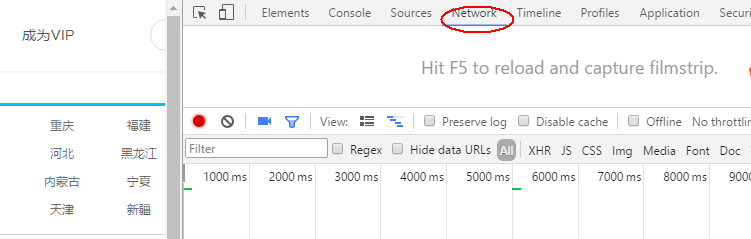 成为VIP
重庆 福建
河北 黑龙江
内蒙古 宁夏
天津 新疆
Elements Console Sources Network Timeline Profiles Application
Hit F5 to reload and capture filmstrip.
View: Preserve log Disable cache Offline No throttlin
Filter Regex Hide data URLs All XHR JS CSS Img Media Font Doc
1000 ms 2000 ms 3000 ms 4000 ms 5000 ms 6000 ms 7000 ms 8000 ms 9000